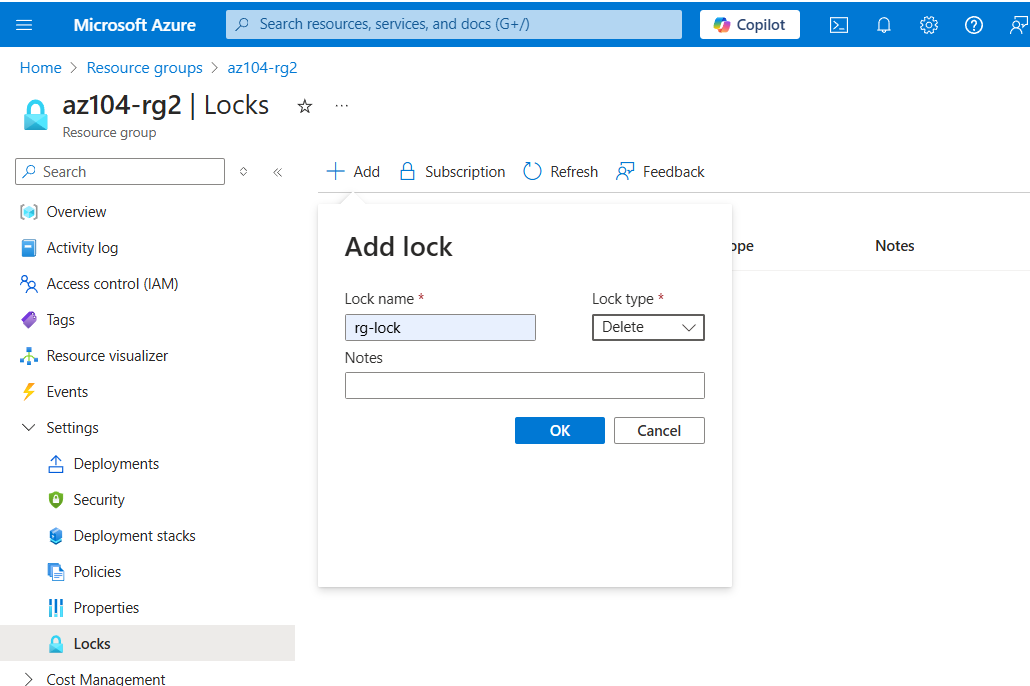 Microsoft Azure
Search resources, services, and docs (G+/)
Copilot
Home > Resource groups > az104-rg2
az104-rg2 | Locks
Resource group
Search
Add
Subscription
Refresh
Feedback
Overview
Activity log
Access control (IAM)
Tags
Resource visualizer
Events
Settings
Deployments
Security
Deployment stacks
Policies
Properties
Locks
Cost Management
ope
Notes
Add lock
Lock name *
Lock type *
rg-lock
Delete
Notes
OK
Cancel